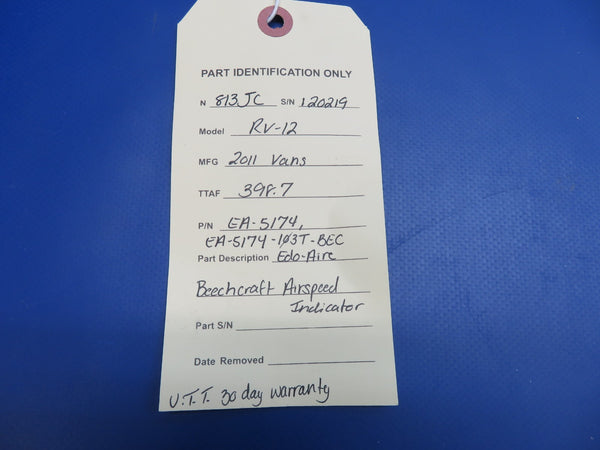 PART IDENTIFICATION ONLY
N 813JC S/N 120219
Model RV-12
MFG 2011 Vans
TTAF 398.7
P/N EA-5174,
EA-5174-103T-BEC
Part Description Edo-Aire
Beechcraft Airspeed
Indicator
Part S/N
Date Removed
U.T.T. 30 day warranty